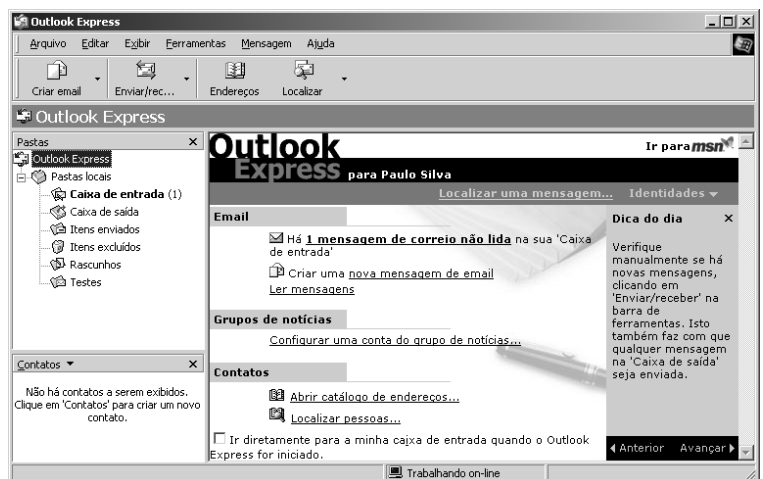 Outlook Express
Arquivo Editar Exibir Ferramentas Mensagem Ajuda
Criar email Enviar/rec... Endereços Localizar
Outlook Express
Pastas
Outlook Express
Pastas locais
Caixa de entrada (1)
Caixa de saída
Itens enviados
Itens excluídos
Rascunhos
Testes
Contatos
Não há contatos a serem exibidos.
Clique em 'Contatos' para criar um novo
contato.
Outlook
Express para Paulo Silva
Ir para msn
Localizar uma mensagem... Identidades
Email
Há 1 mensagem de correio não lida na sua 'Caixa
de entrada'
Criar uma nova mensagem de email
Ler mensagens
Grupos de notícias
Configurar uma conta do grupo de notícias...
Contatos
Abrir catálogo de endereços...
Localizar pessoas...
Ir diretamente para a minha caixa de entrada quando o Outlook
Express for iniciado.
Dica do dia
Verifique
manualmente se há
novas mensagens,
clicando em
'Enviar/receber' na
barra de
ferramentas. Isto
também faz com que
qualquer mensagem
na 'Caixa de saída'
seja enviada.
Anterior Avançar
Trabalhando on-line